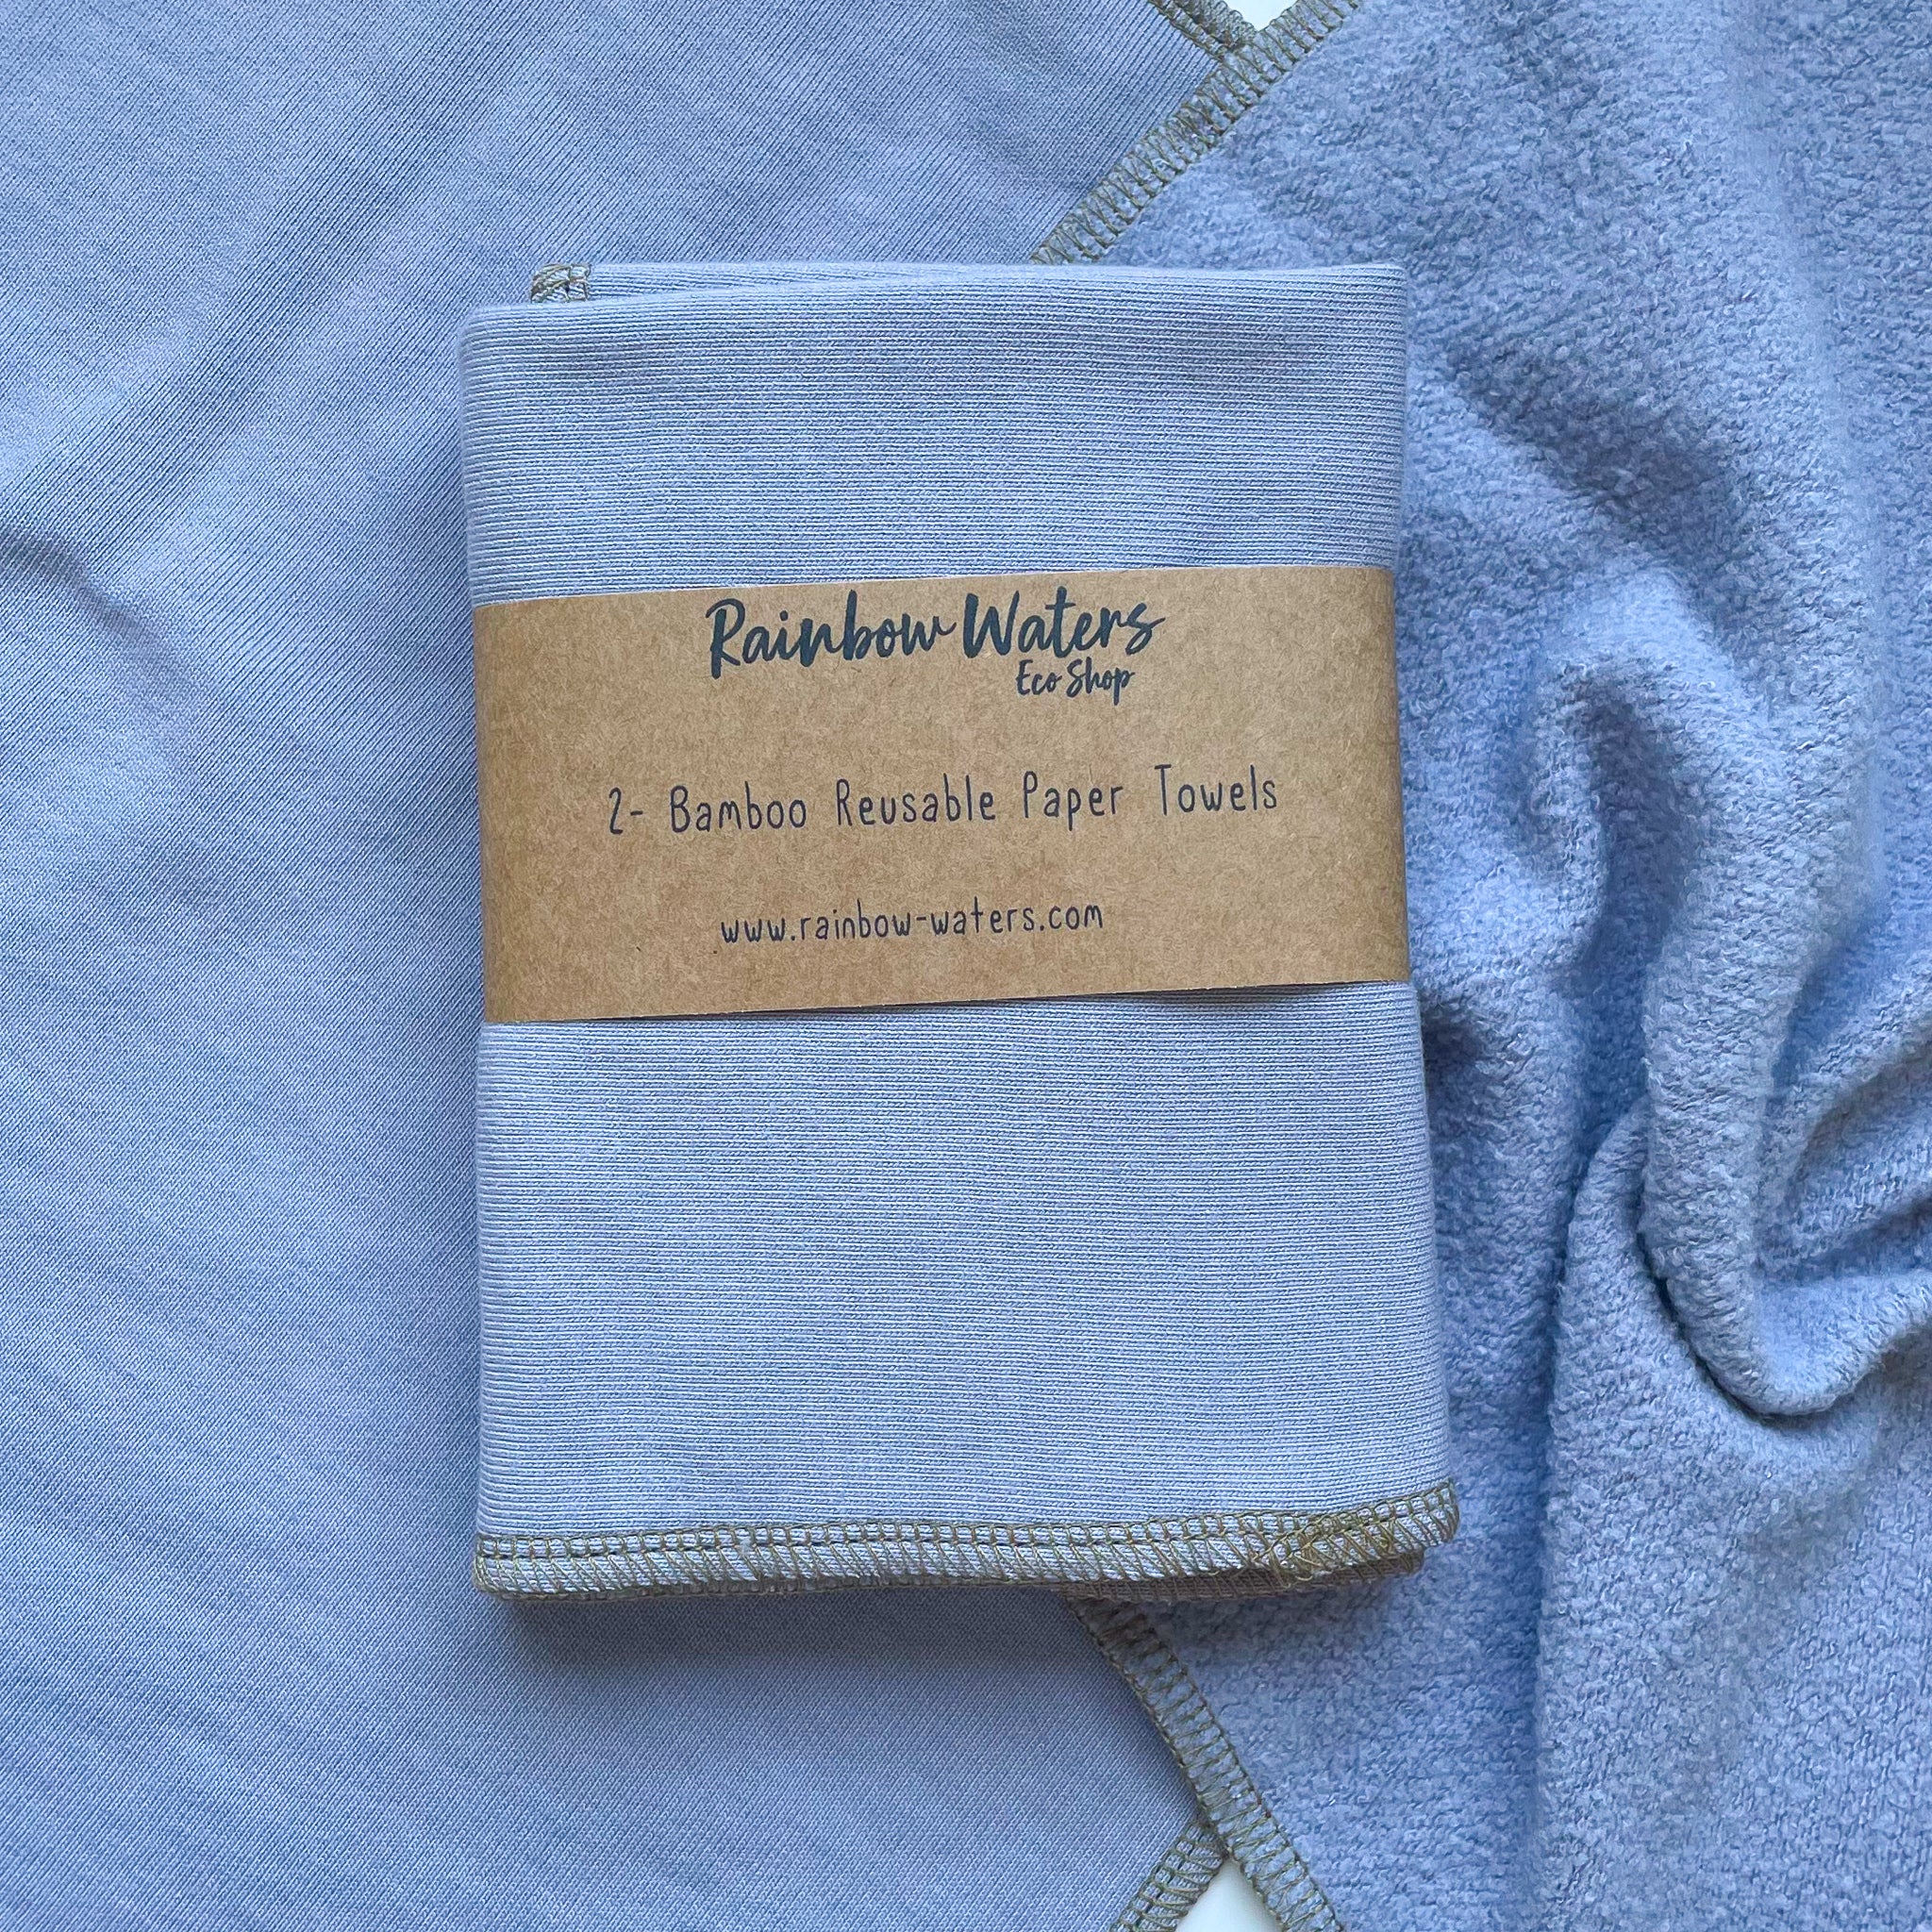 Rainbow Waters
Eco Shop
2- Bamboo Reusable Paper Towels
www.rainbow-waters.com